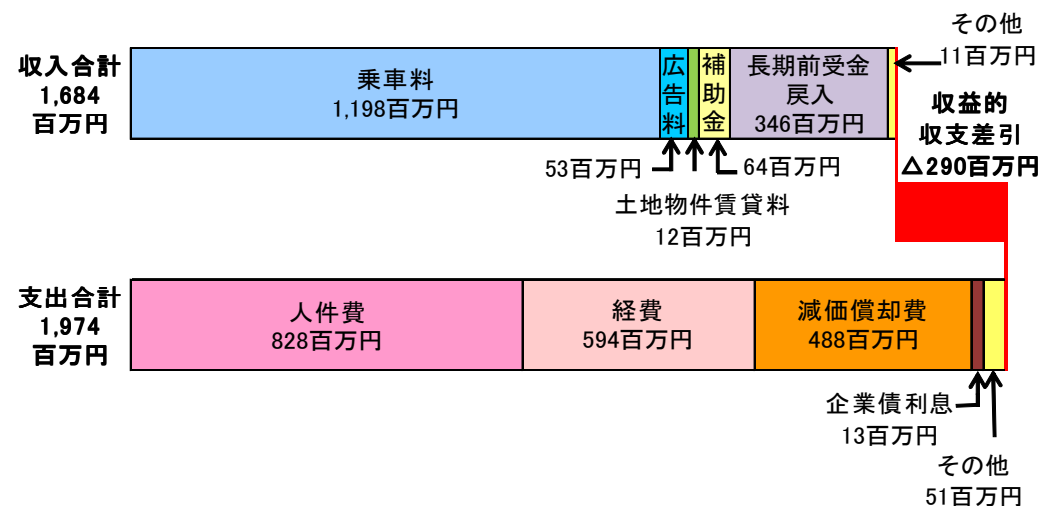 その他
11百万円
収入合計
1,684
百万円
乗車料
1,198百万円
広告料
補助金
長期前受金
戻入
346百万円
収益的
収支差引
△290百万円
53百万円
64百万円
土地物件賃貸料
12百万円
支出合計
1,974
百万円
人件費
828百万円
経費
594百万円
減価償却費
488百万円
企業債利息
13百万円
その他
51百万円